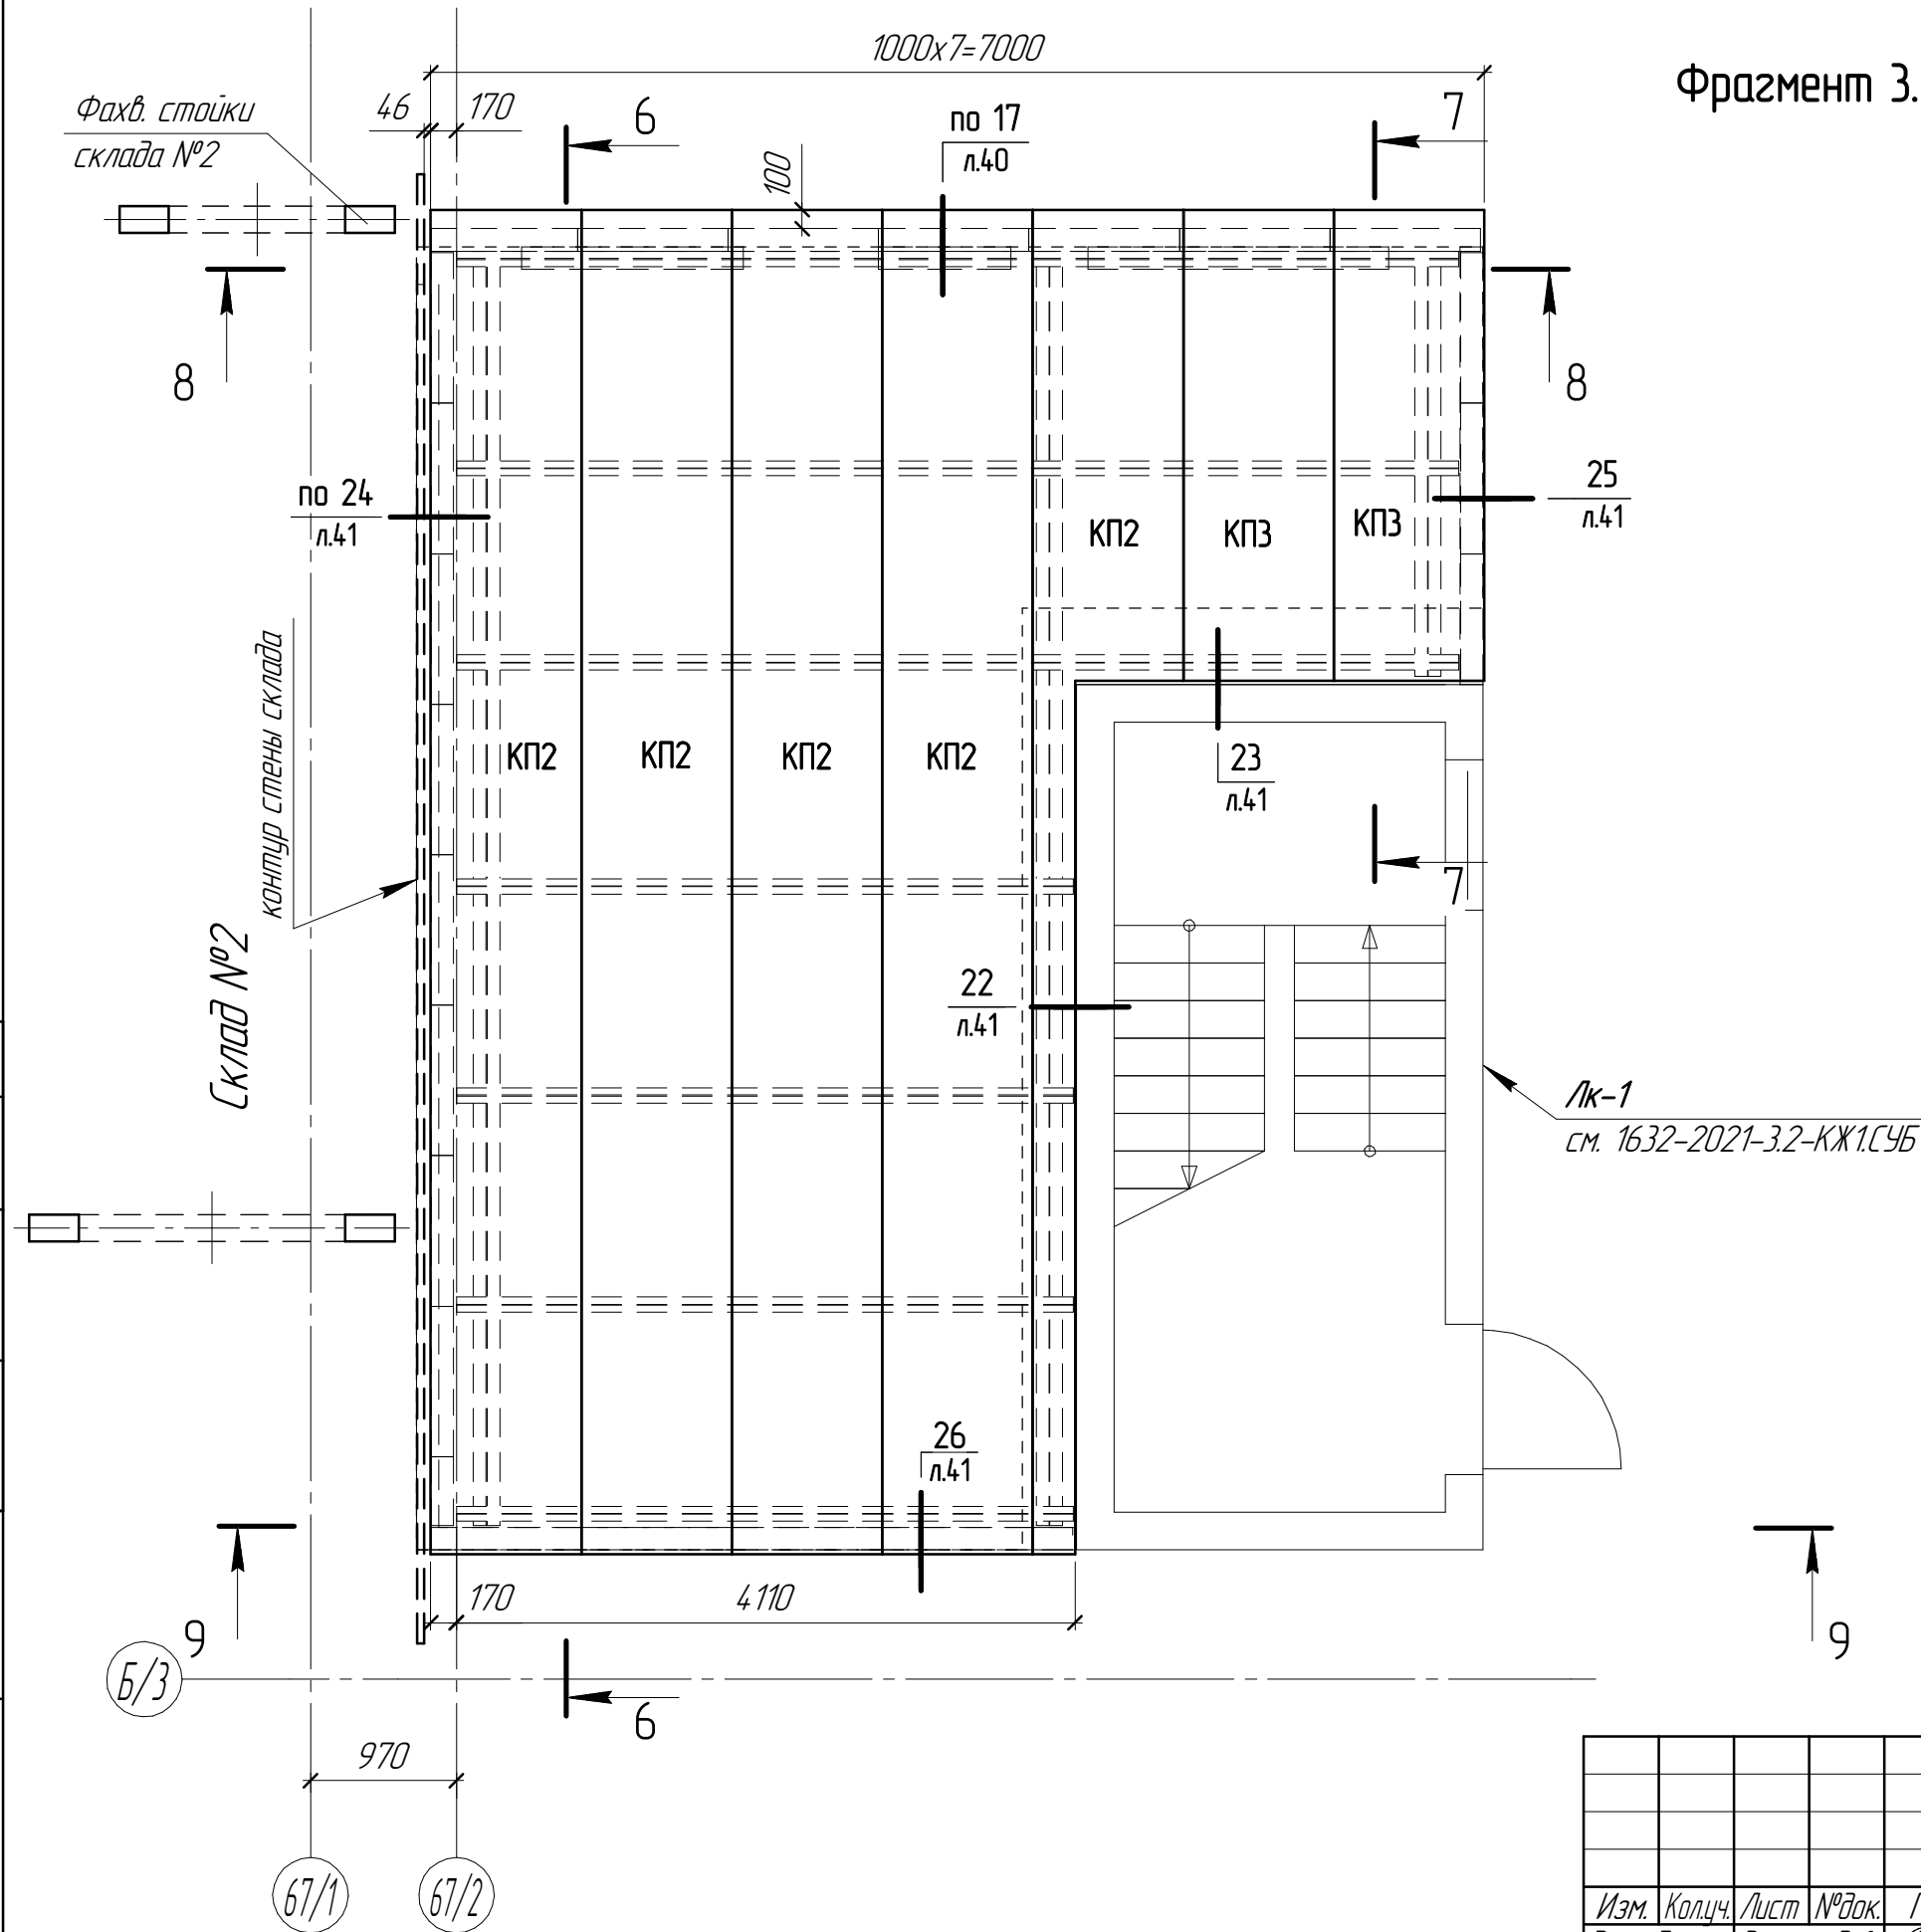 1000х7=7000
Фрагмент 3.
Фахв. стойки
склада №2
46
170
6
по 17
л.40
7
100
8
8
по 24
л.41
25
л.41
КП2
КП3
КП3
контур стены склада
КП2
КП2
КП2
КП2
23
л.41
7
Склад №2
22
л.41
Лк-1
см. 1632-2021-3.2-КЖ1.СУБ
26
л.41
170
4110
9
9
Б/3
6
970
67/1
67/2
Изм.
Кол.уч.
Лист
№док.